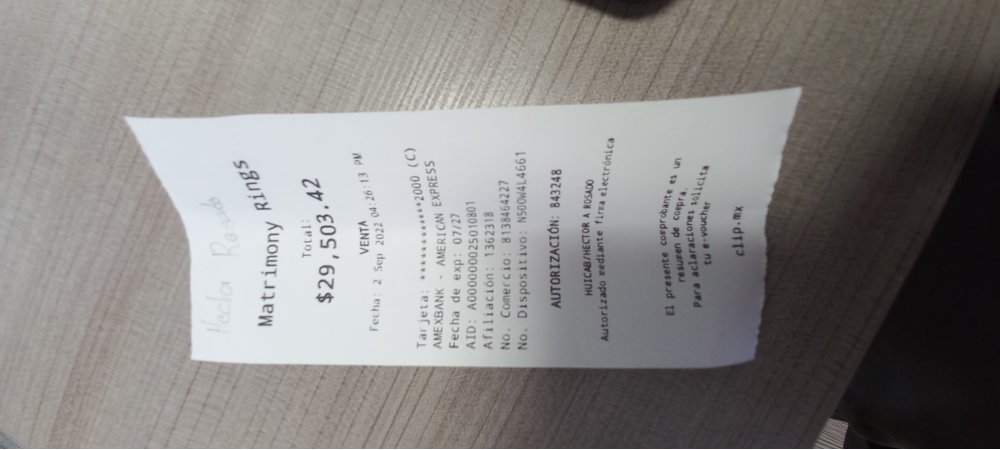 Hector Rosado
Matrimony Rings
Total:
$29,503.42
VENTA
Fecha: 2 Sep 2022 04:26:13 PM
Tarjeta: ***********2000 (C)
AMEXBANK - AMERICAN EXPRESS
Fecha de exp: 07/27
AID: A000000025010801
Afiliación: 1362318
No. Comercio: 8138464227
No. Dispositivo: N500W4L4661
AUTORIZACIÓN: 843248
HUICAB/HECTOR A ROSADO
Autorizado mediante firma electrónica
El presente comprobante es un
resumen de compra.
Para aclaraciones solicita
tu e-voucher
clip.mx